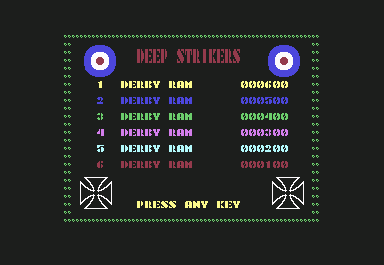 DEEP STRIKERS
1 DERBY RAM 000600
2 DERBY RAM 000500
3 DERBY RAM 000400
4 DERBY RAM 000300
5 DERBY RAM 000200
6 DERBY RAM 000100
PRESS ANY KEY